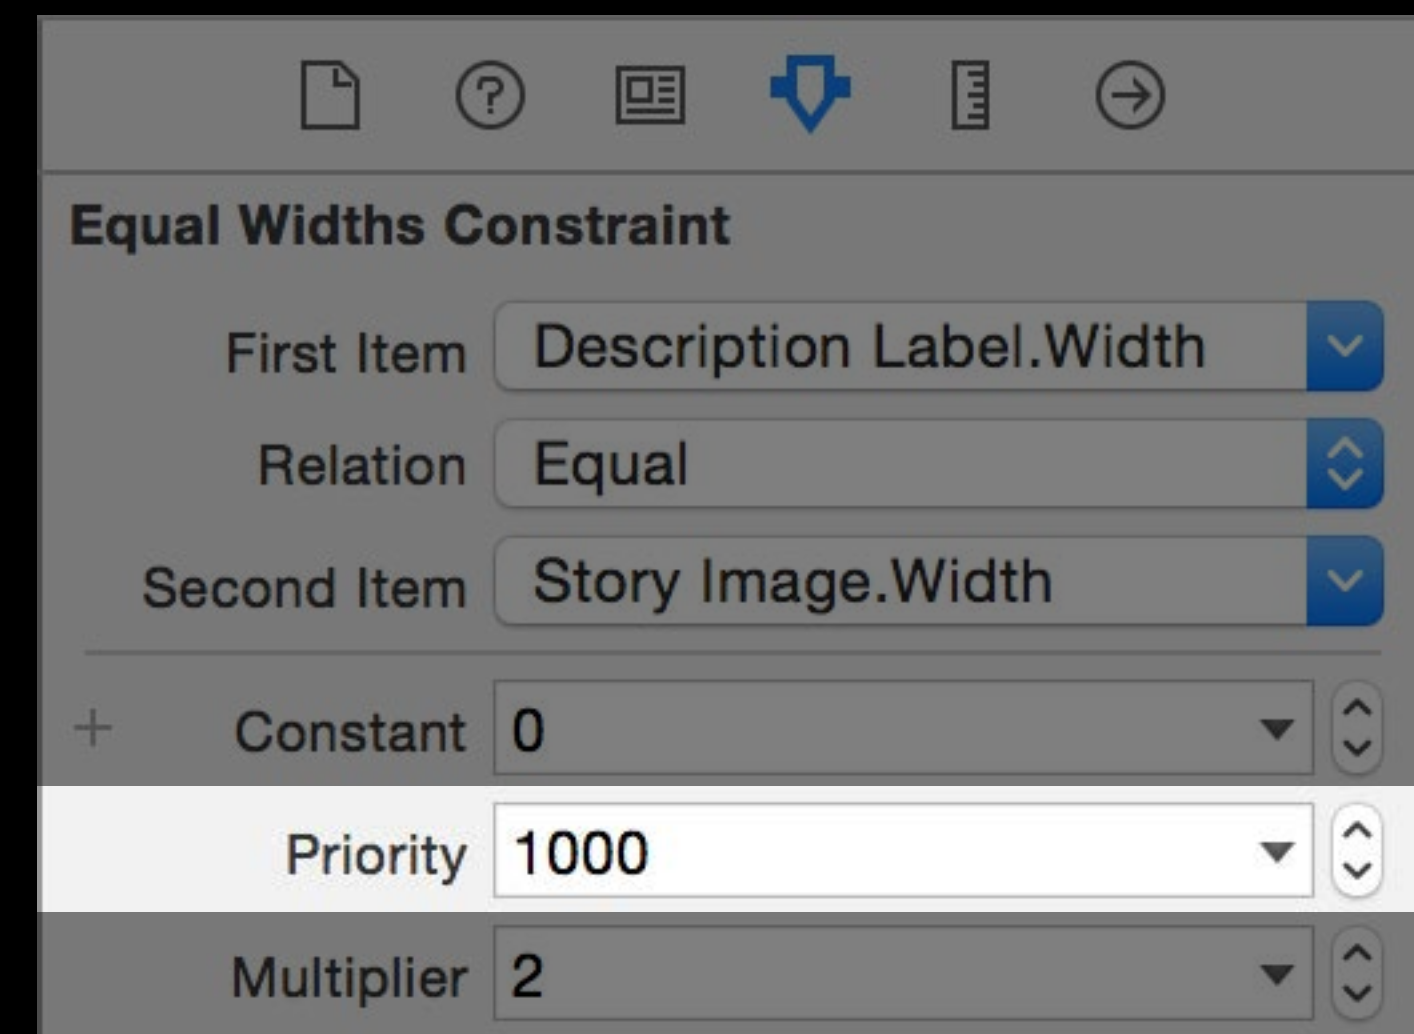 Equal Widths Constraint
First Item Description Label.Width
Relation Equal
Second Item Story Image.Width
+ Constant 0
Priority 1000
Multiplier 2